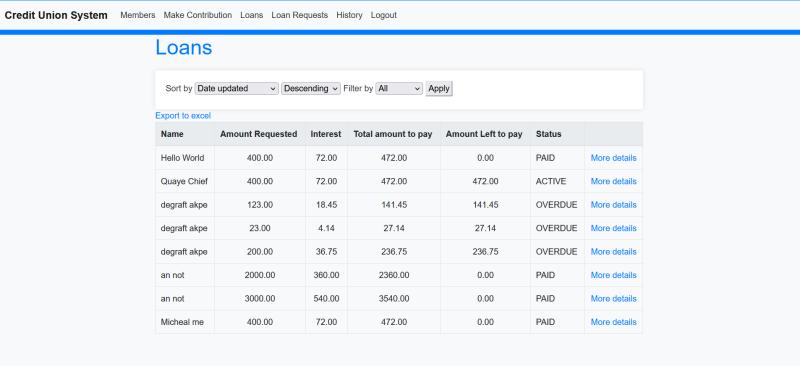 Credit Union System Members Make Contribution Loans Loan Requests History Logout
Loans
Sort by Date updated Descending Filter by All Apply
Export to excel
Name Amount Requested Interest Total amount to pay Amount Left to pay Status
Hello World 400.00 72.00 472.00 0.00 PAID More details
Quaye Chief 400.00 72.00 472.00 472.00 ACTIVE More details
degraft akpe 123.00 18.45 141.45 141.45 OVERDUE More details
degraft akpe 23.00 4.14 27.14 27.14 OVERDUE More details
degraft akpe 200.00 36.75 236.75 236.75 OVERDUE More details
an not 2000.00 360.00 2360.00 0.00 PAID More details
an not 3000.00 540.00 3540.00 0.00 PAID More details
Micheal me 400.00 72.00 472.00 0.00 PAID More details